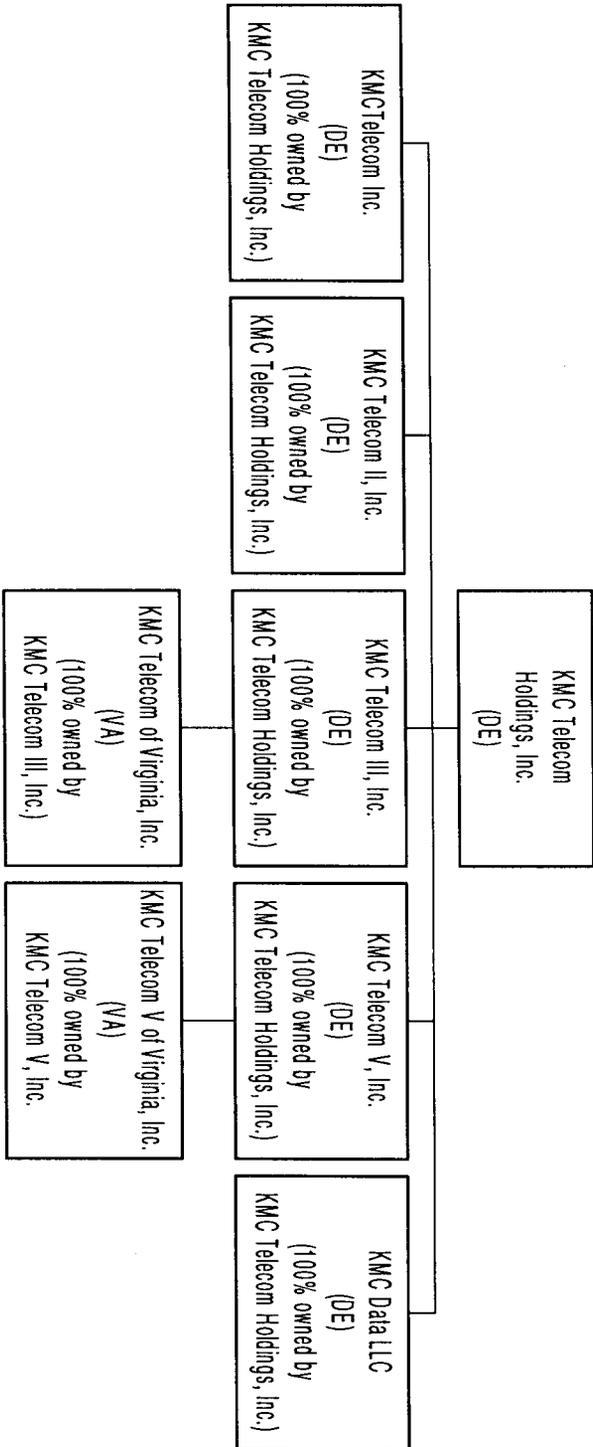 KMC Telecom
Holdings, Inc.
(DE)
KMCTelecom Inc.
(DE)
(100% owned by
KMC Telecom Holdings, Inc.)
KMC Telecom II, Inc.
(DE)
(100% owned by
KMC Telecom Holdings, Inc.)
KMC Telecom III, Inc.
(DE)
(100% owned by
KMC Telecom Holdings, Inc.)
KMC Telecom V, Inc.
(DE)
(100% owned by
KMC Telecom Holdings, Inc.)
KMC Data LLC
(DE)
(100% owned by
KMC Telecom Holdings, Inc.)
KMC Telecom of Virginia, Inc.
(VA)
(100% owned by
KMC Telecom III, Inc.)
KMC Telecom V of Virginia, Inc.
(VA)
(100% owned by
KMC Telecom V, Inc.